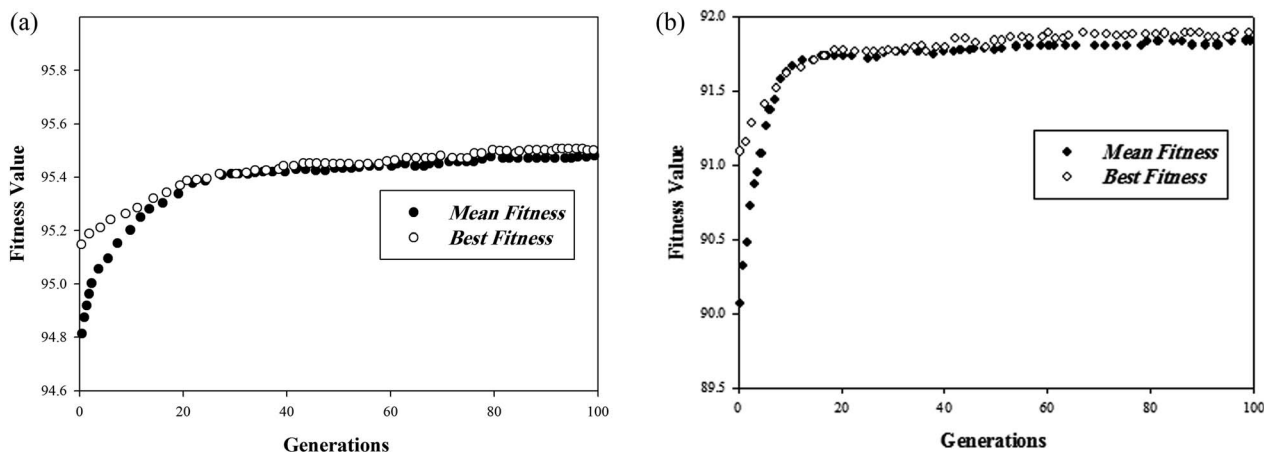 (a)
Fitness Value
95.8
95.6
95.4
95.2
95.0
94.8
94.6
0 20 40 60 80 100
Generations
Mean Fitness
Best Fitness
(b)
Fitness Value
92.0
91.5
91.0
90.5
90.0
89.5
0 20 40 60 80 100
Generations
Mean Fitness
Best Fitness